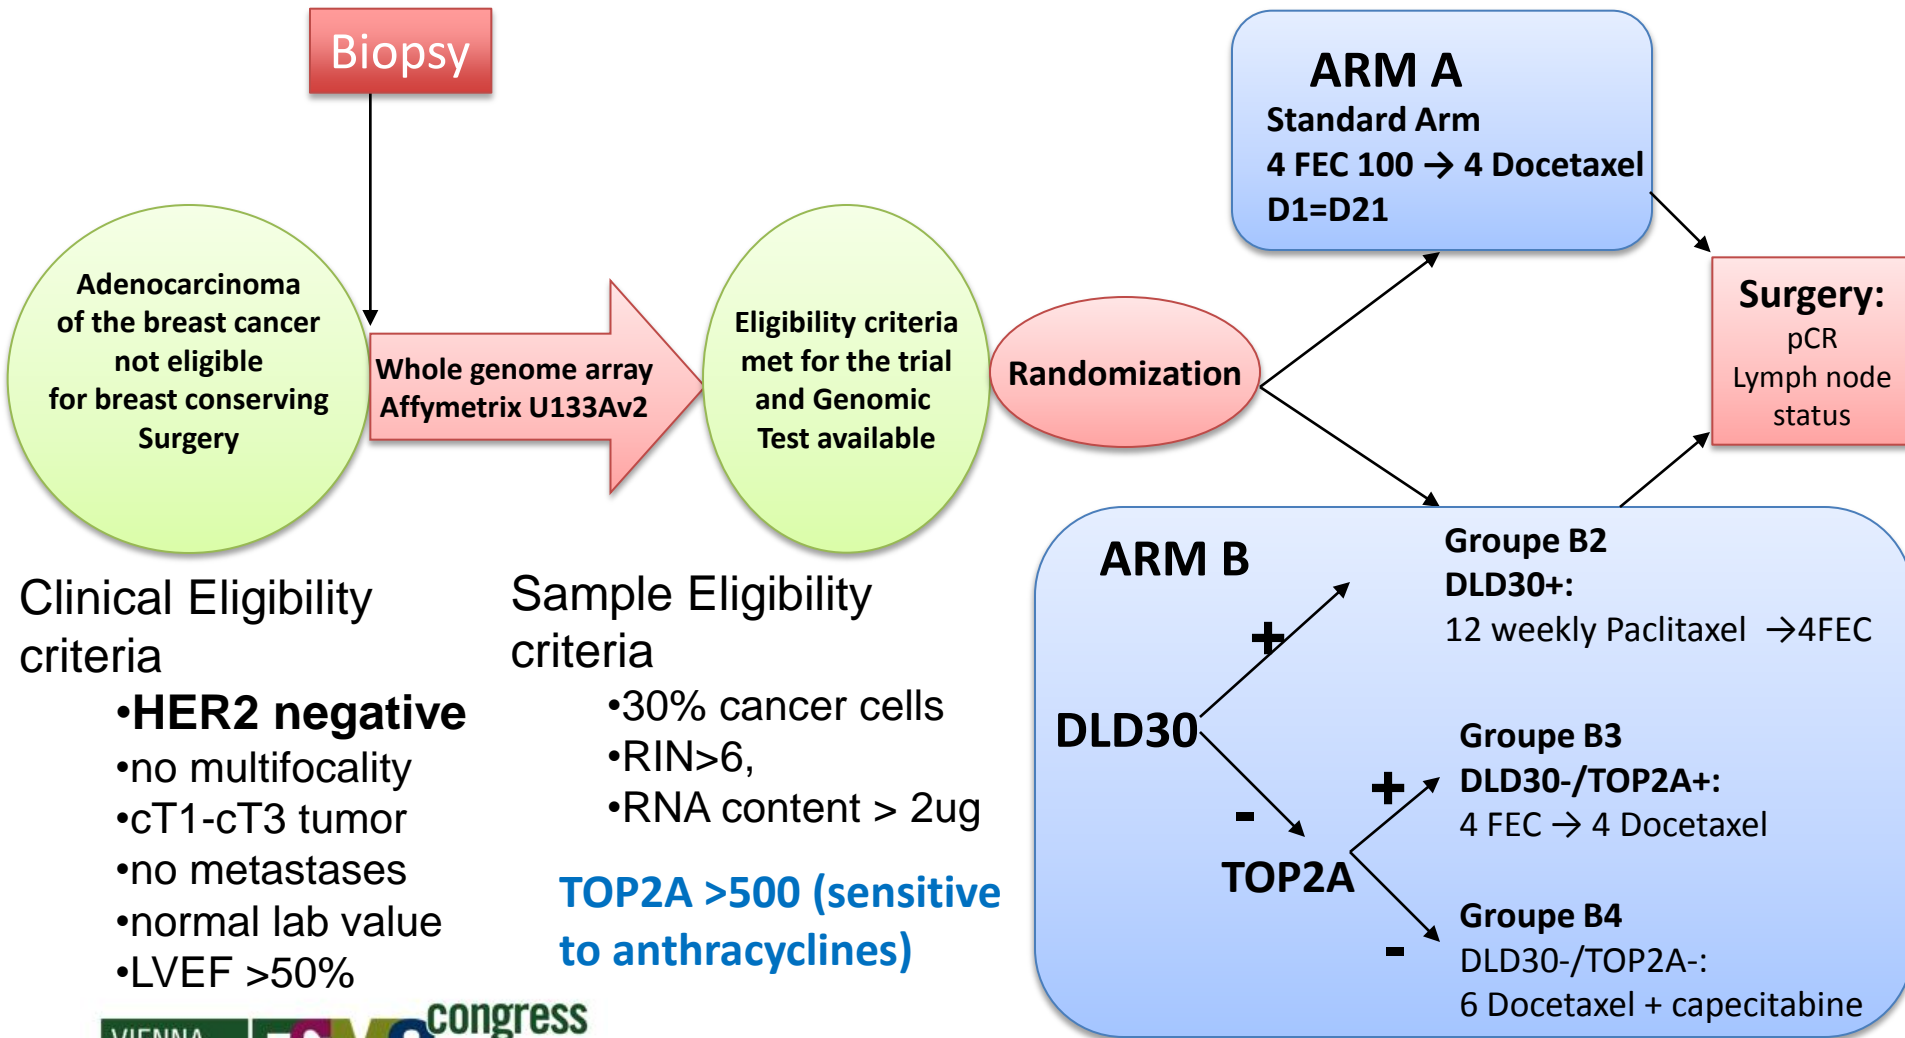 Biopsy
Adenocarcinoma
of the breast cancer
not eligible
for breast conserving
Surgery
Whole genome array
Affymetrix U133Av2
Eligibility criteria
met for the trial
and Genomic
Test available
Randomization
ARM A
Standard Arm
4 FEC 100 → 4 Docetaxel
D1=D21
Surgery:
pCR
Lymph node
status
Clinical Eligibility
criteria
•HER2 negative
•no multifocality
•cT1-cT3 tumor
•no metastases
•normal lab value
•LVEF >50%
Sample Eligibility
criteria
•30% cancer cells
•RIN>6,
•RNA content > 2ug
TOP2A >500 (sensitive
to anthracyclines)
ARM B
DLD30
+
-
TOP2A
+
-
Groupe B2
DLD30+:
12 weekly Paclitaxel →4FEC
Groupe B3
DLD30-/TOP2A+:
4 FEC → 4 Docetaxel
Groupe B4
DLD30-/TOP2A-:
6 Docetaxel + capecitabine
VIENNA
congress